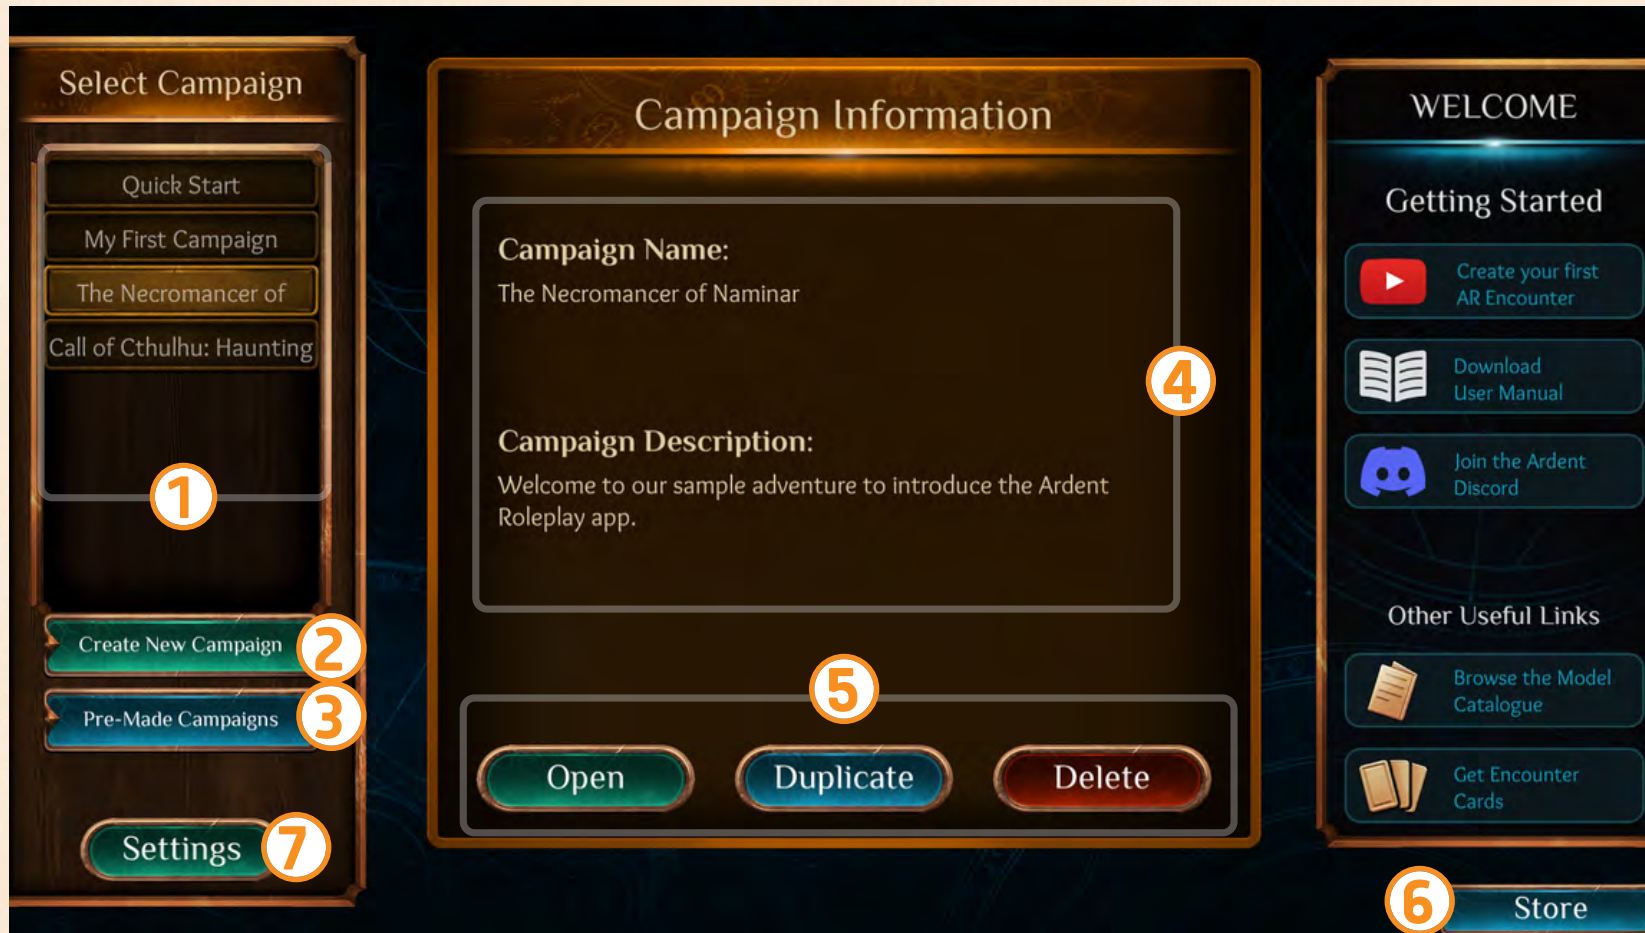 Select Campaign
Quick Start
My First Campaign
The Necromancer of
Call of Cthulhu: Haunting
1
Create New Campaign
2
Pre-Made Campaigns
3
Settings
7
Campaign Information
Campaign Name:
The Necromancer of Naminar
4
Campaign Description:
Welcome to our sample adventure to introduce the Ardent
Roleplay app.
5
Open
Duplicate
Delete
WELCOME
Getting Started
Create your first
AR Encounter
Download
User Manual
Join the Ardent
Discord
Other Useful Links
Browse the Model
Catalogue
Get Encounter
Cards
6
Store